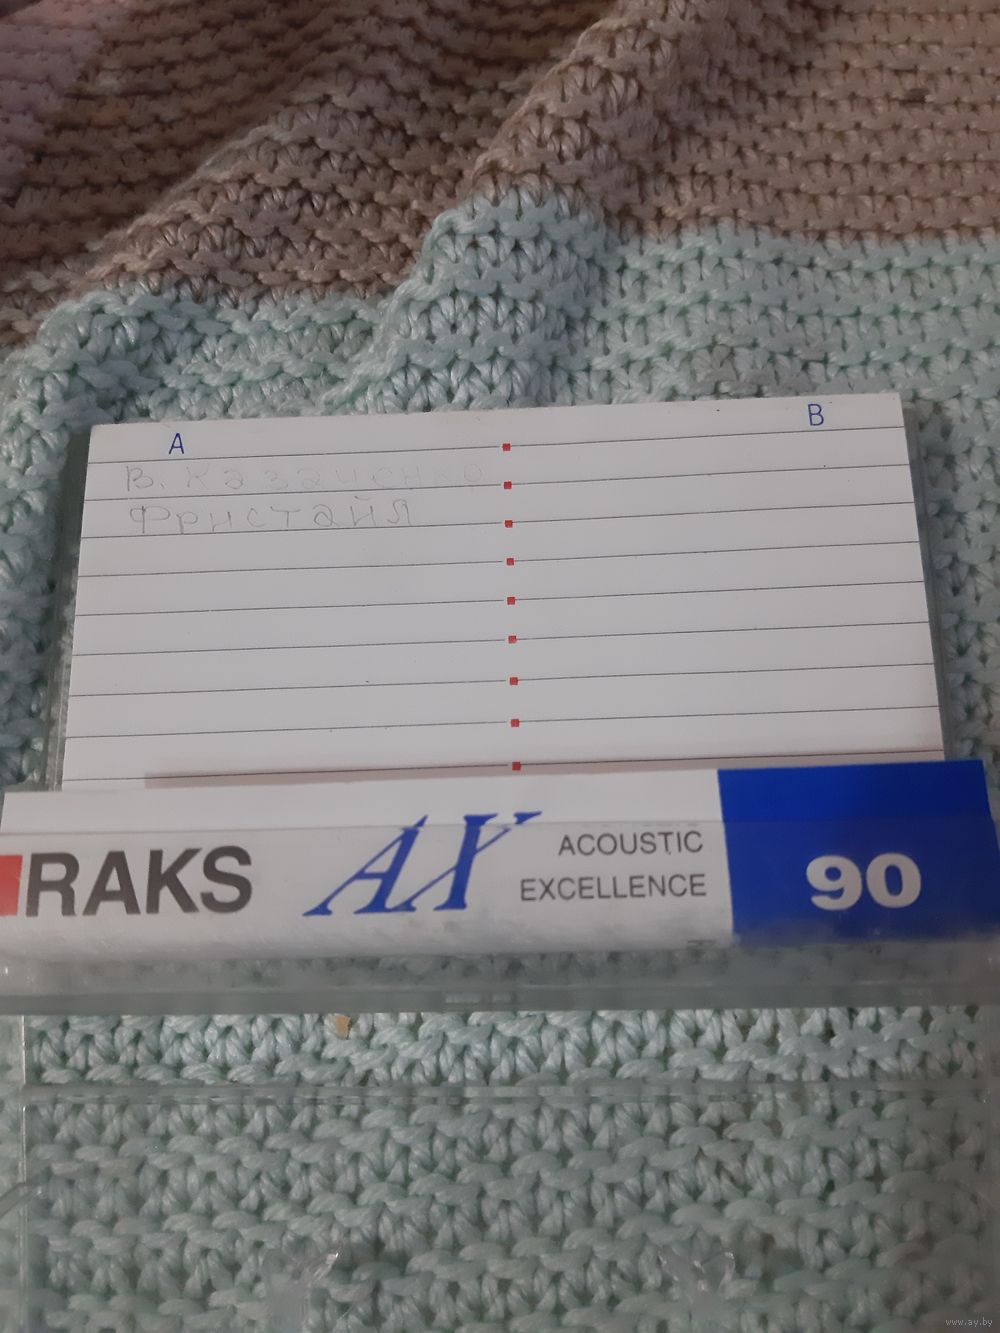 A
B
В. Казаченко
Фристайл
RAKS AX ACOUSTIC EXCELLENCE 90
www.ay.by